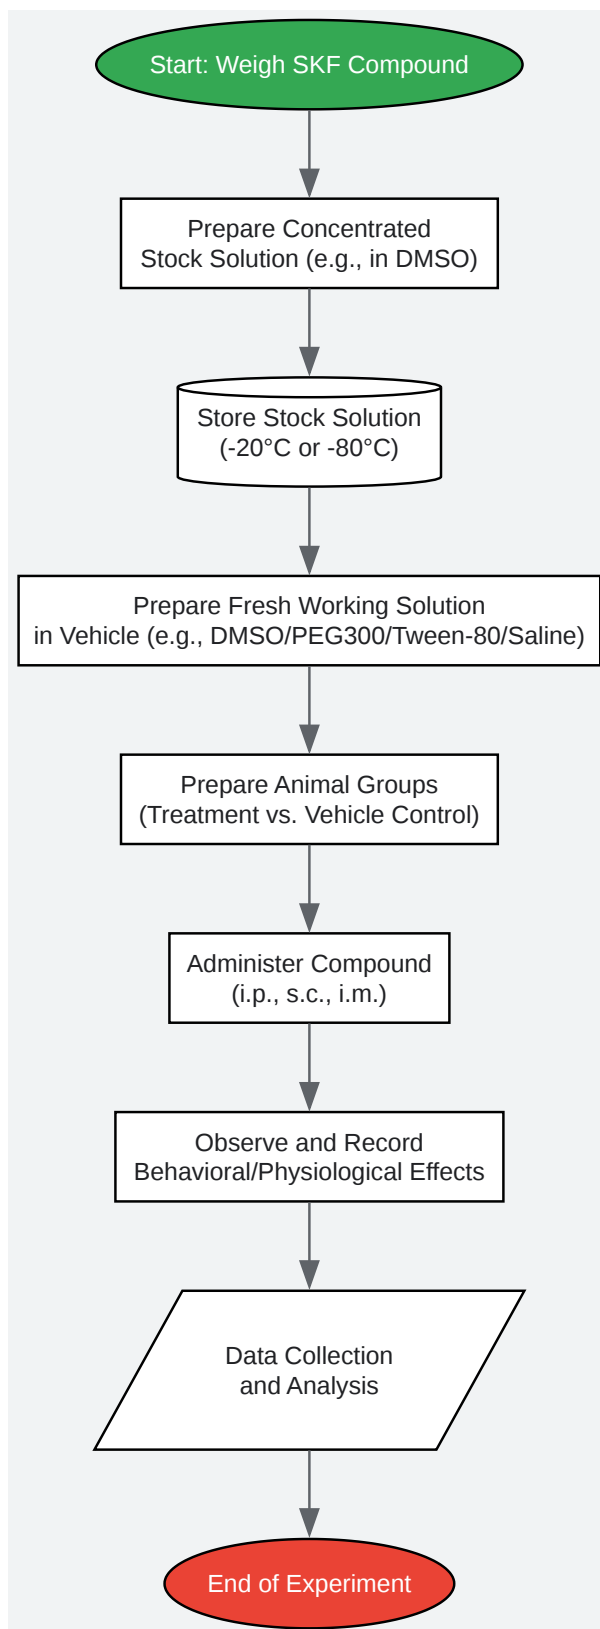 Start: Weigh SKF Compound
Prepare Concentrated
Stock Solution (e.g., in DMSO)
Store Stock Solution
(-20°C or -80°C)
Prepare Fresh Working Solution
in Vehicle (e.g., DMSO/PEG300/Tween-80/Saline)
Prepare Animal Groups
(Treatment vs. Vehicle Control)
Administer Compound
(i.p., s.c., i.m.)
Observe and Record
Behavioral/Physiological Effects
Data Collection
and Analysis
End of Experiment